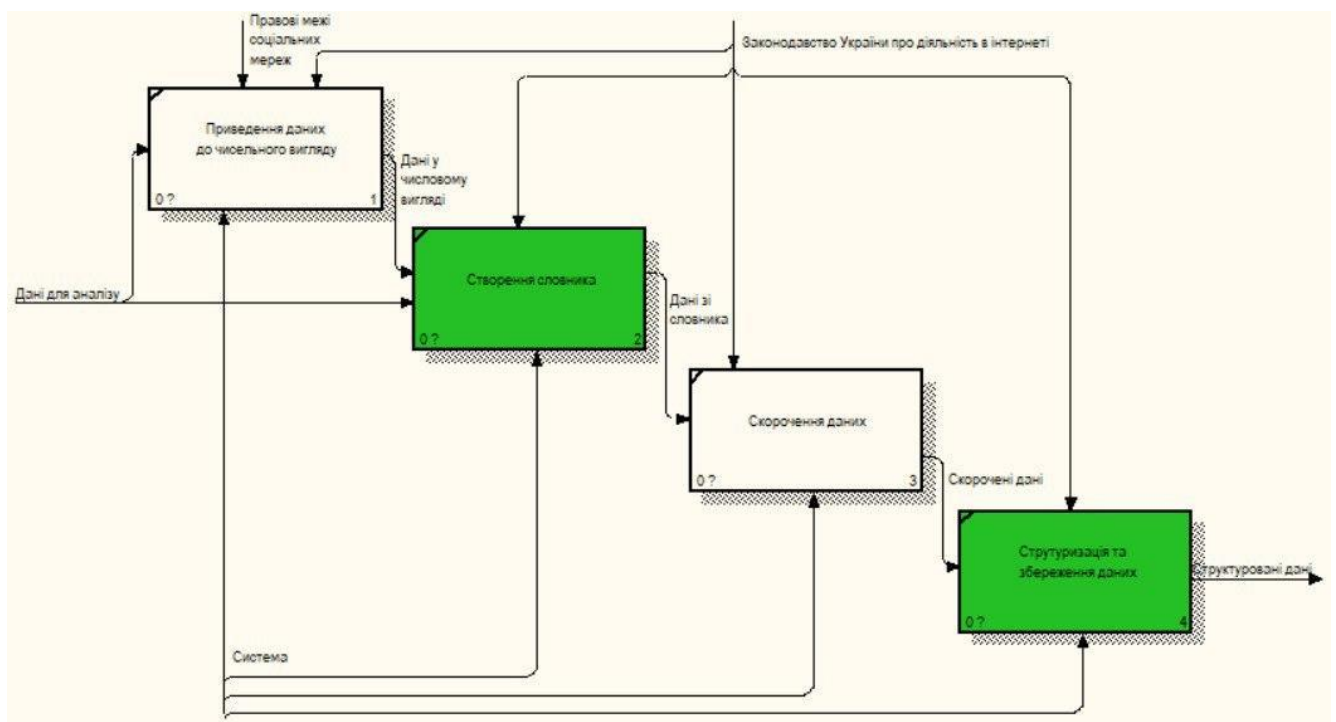 Правові межі
соціальних
мереж
Законодавство України про діяльність в інтернеті
Приведення даних
до чисельного вигляду
0 ?
1
Дані у
числовому
вигляді
Створення словника
0 ?
2
Дані для аналізу
Дані зі
словника
Скорочення даних
0 ?
3
Скорочені дані
Струтуризація та
збереження даних
0 ?
4
Структуровані дані
Система